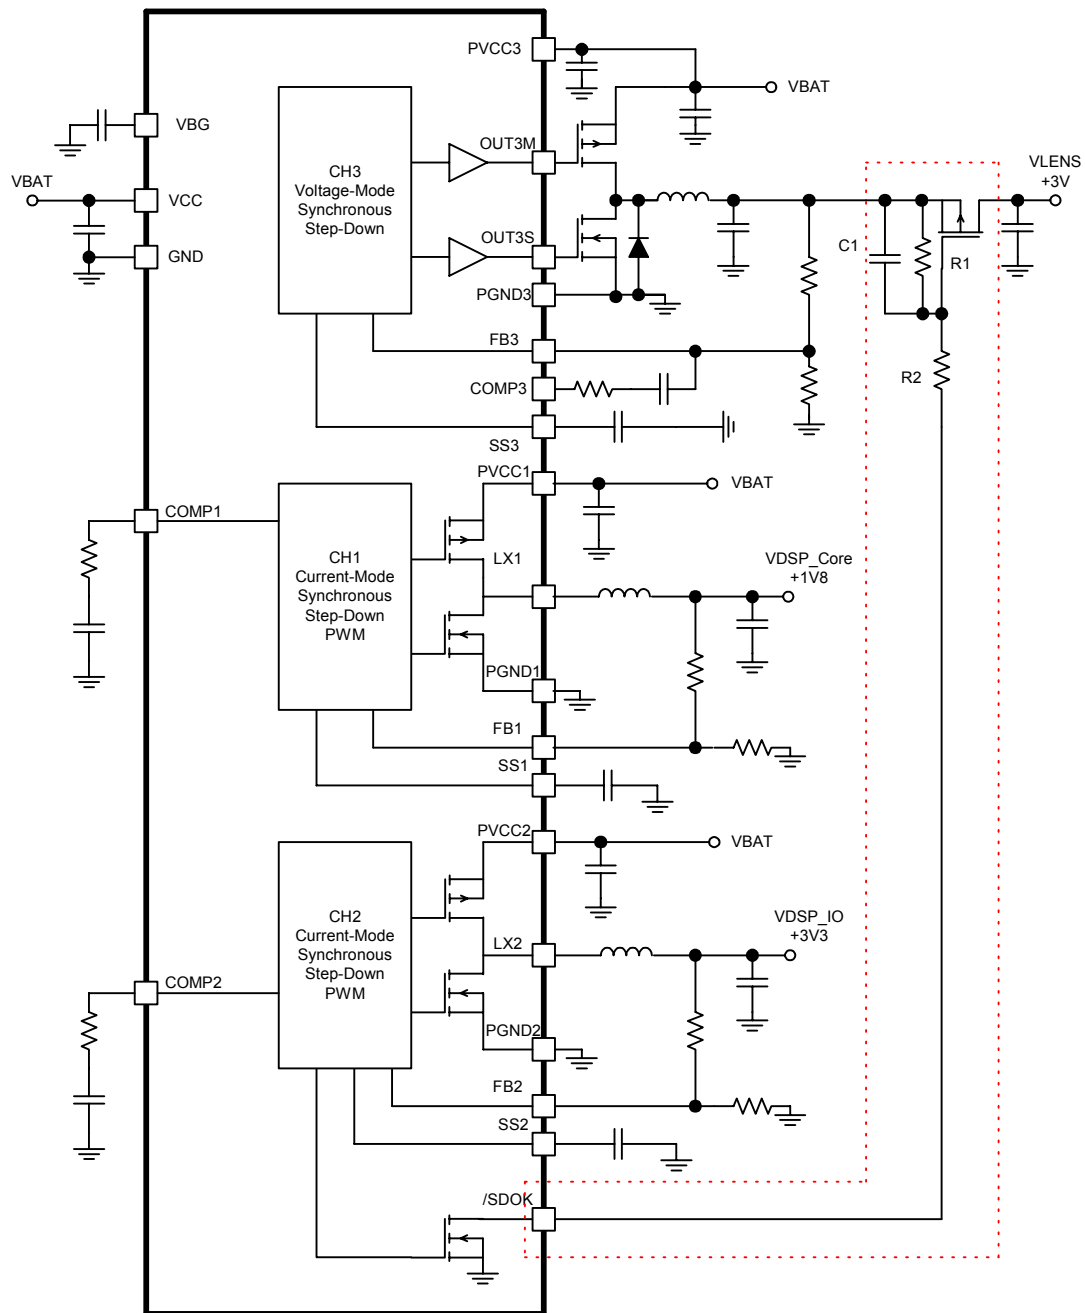 PVCC3
VBAT
VBG
CH3
Voltage-Mode
Synchronous
Step-Down
OUT3M
VLENS
+3V
VBAT
VCC
OUT3S
C1
R1
GND
PGND3
FB3
COMP3
R2
SS3
PVCC1
VBAT
COMP1
CH1
Current-Mode
Synchronous
Step-Down
PWM
LX1
VDSP_Core
+1V8
PGND1
FB1
SS1
PVCC2
VBAT
CH2
Current-Mode
Synchronous
Step-Down
PWM
LX2
VDSP_IO
+3V3
COMP2
PGND2
FB2
SS2
/SDOK